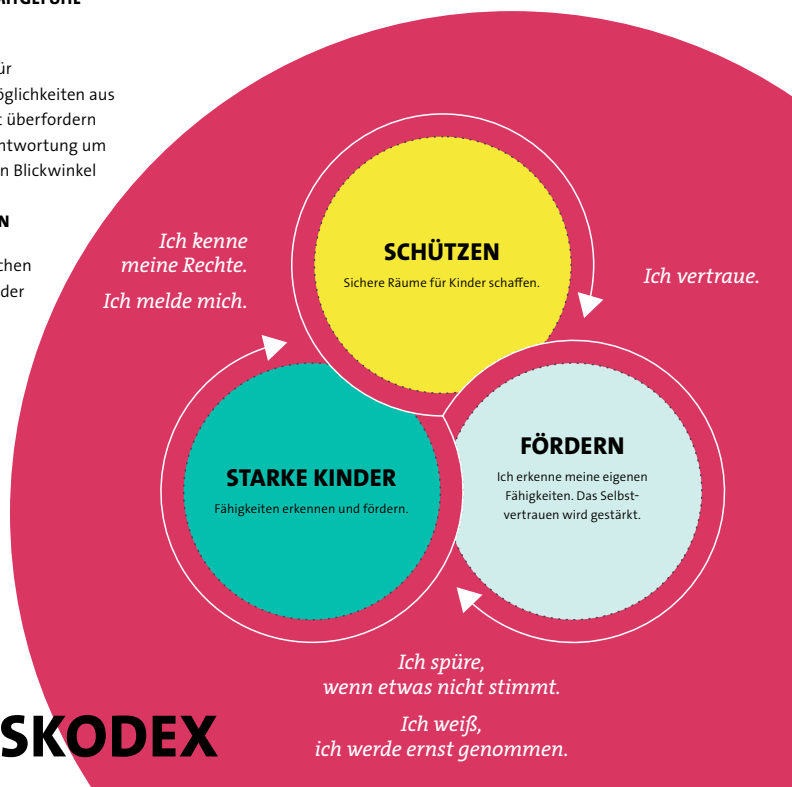 ür
öglichkeiten aus
t überfordern
ntwortung um
n Blickwinkel
N
chen
der
Ich kenne
meine Rechte.
Ich melde mich.
SCHÜTZEN
Sichere Räume für Kinder schaffen.
Ich vertraue.
STARKE KINDER
Fähigkeiten erkennen und fördern.
FÖRDERN
Ich erkenne meine eigenen
Fähigkeiten. Das Selbst-
vertrauen wird gestärkt.
Ich spüre,
wenn etwas nicht stimmt.
Ich weiß,
ich werde ernst genommen.
SKODEX